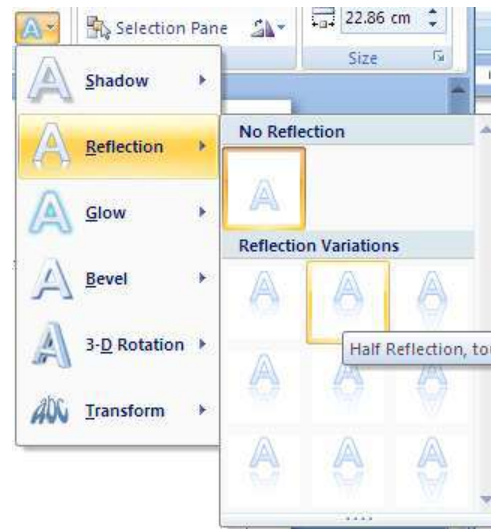 Selection Pane
22.86 cm
Size
Shadow
Reflection
Glow
Bevel
3-D Rotation
Transform
No Reflection
Reflection Variations
Half Reflection, tou